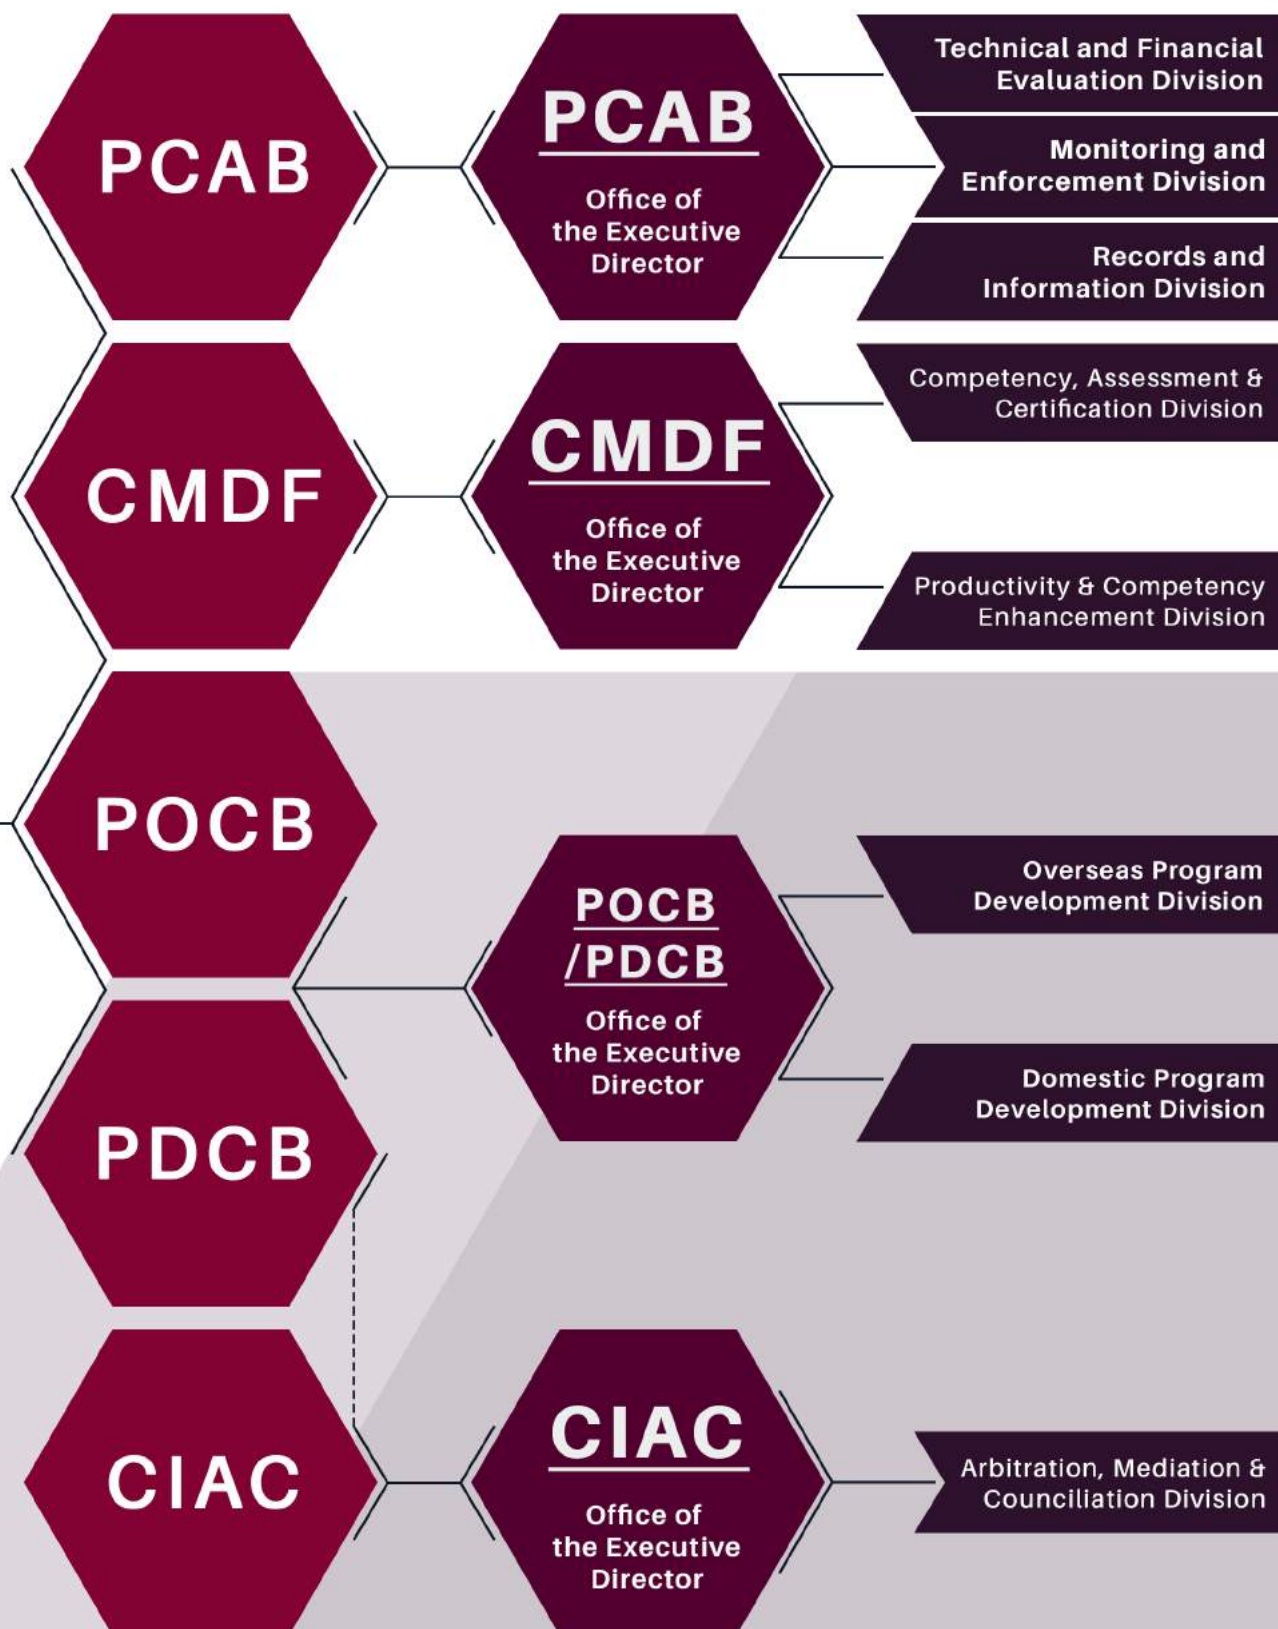 PCAB
PCAB
Office of
the Executive
Director
Technical and Financial
Evaluation Division
Monitoring and
Enforcement Division
Records and
Information Division
CMDF
CMDF
Office of
the Executive
Director
Competency, Assessment &
Certification Division
Productivity & Competency
Enhancement Division
POCB
PDCB
POCB
/PDCB
Office of
the Executive
Director
Overseas Program
Development Division
Domestic Program
Development Division
CIAC
CIAC
Office of
the Executive
Director
Arbitration, Mediation &
Counciliation Division